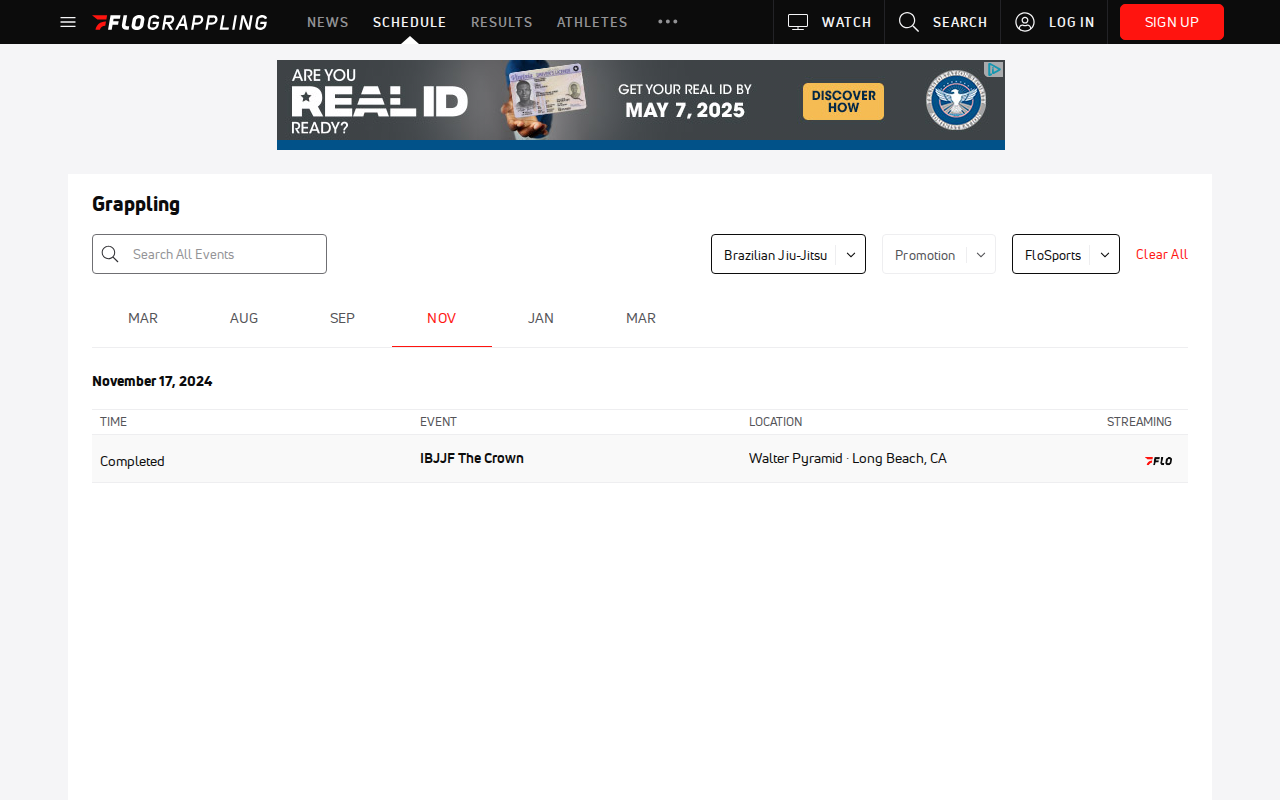 FLOGRAPPLING
NEWS
SCHEDULE
RESULTS
ATHLETES
WATCH
SEARCH
LOG IN
SIGN UP
ARE YOU
REAL ID
READY?
GET YOUR REAL ID BY
MAY 7, 2025
DISCOVER
HOW
Grappling
Search All Events
Brazilian Jiu-Jitsu
Promotion
FloSports
Clear All
MAR
AUG
SEP
NOV
JAN
MAR
November 17, 2024
TIME
EVENT
LOCATION
STREAMING
Completed
IBJJF The Crown
Walter Pyramid · Long Beach, CA
FLO